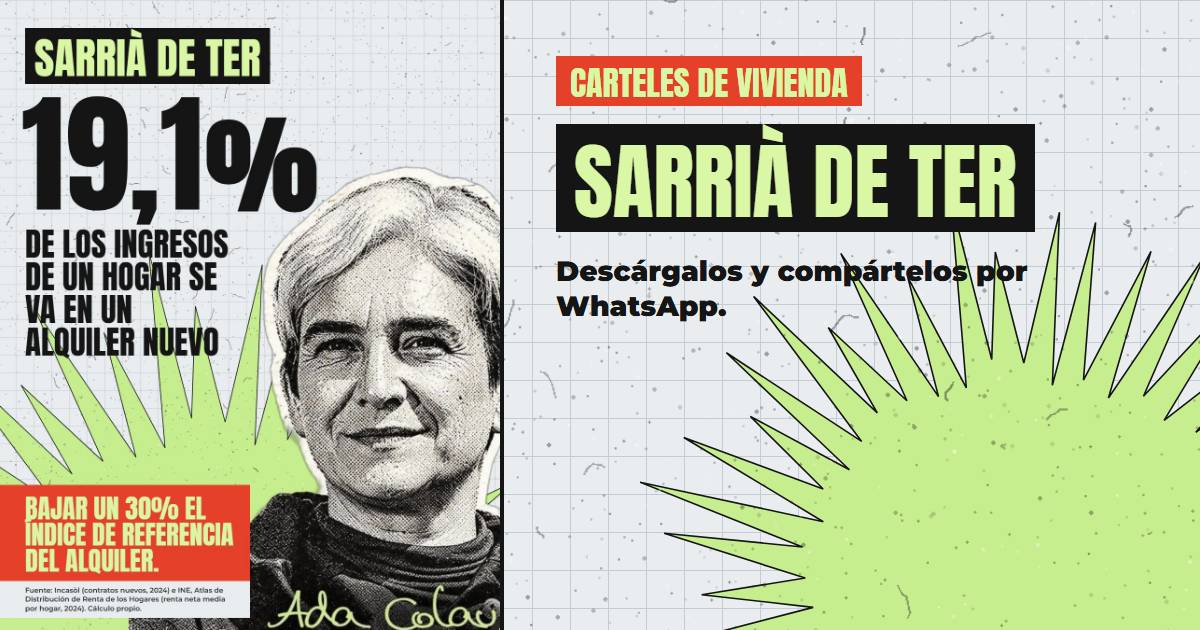 SARRIÀ DE TER
19,1%
DE LOS INGRESOS
DE UN HOGAR SE
VA EN UN
ALQUILER NUEVO
BAJAR UN 30% EL
ÍNDICE DE REFERENCIA
DEL ALQUILER.
Fuente: Incasòl (contratos nuevos, 2024) e INE, Atlas de
Distribución de Renta de los Hogares (renta neta media
por hogar, 2024). Cálculo propio.
Ada Colau
CARTELES DE VIVIENDA
SARRIÀ DE TER
Descárgalos y compártelos por
WhatsApp.